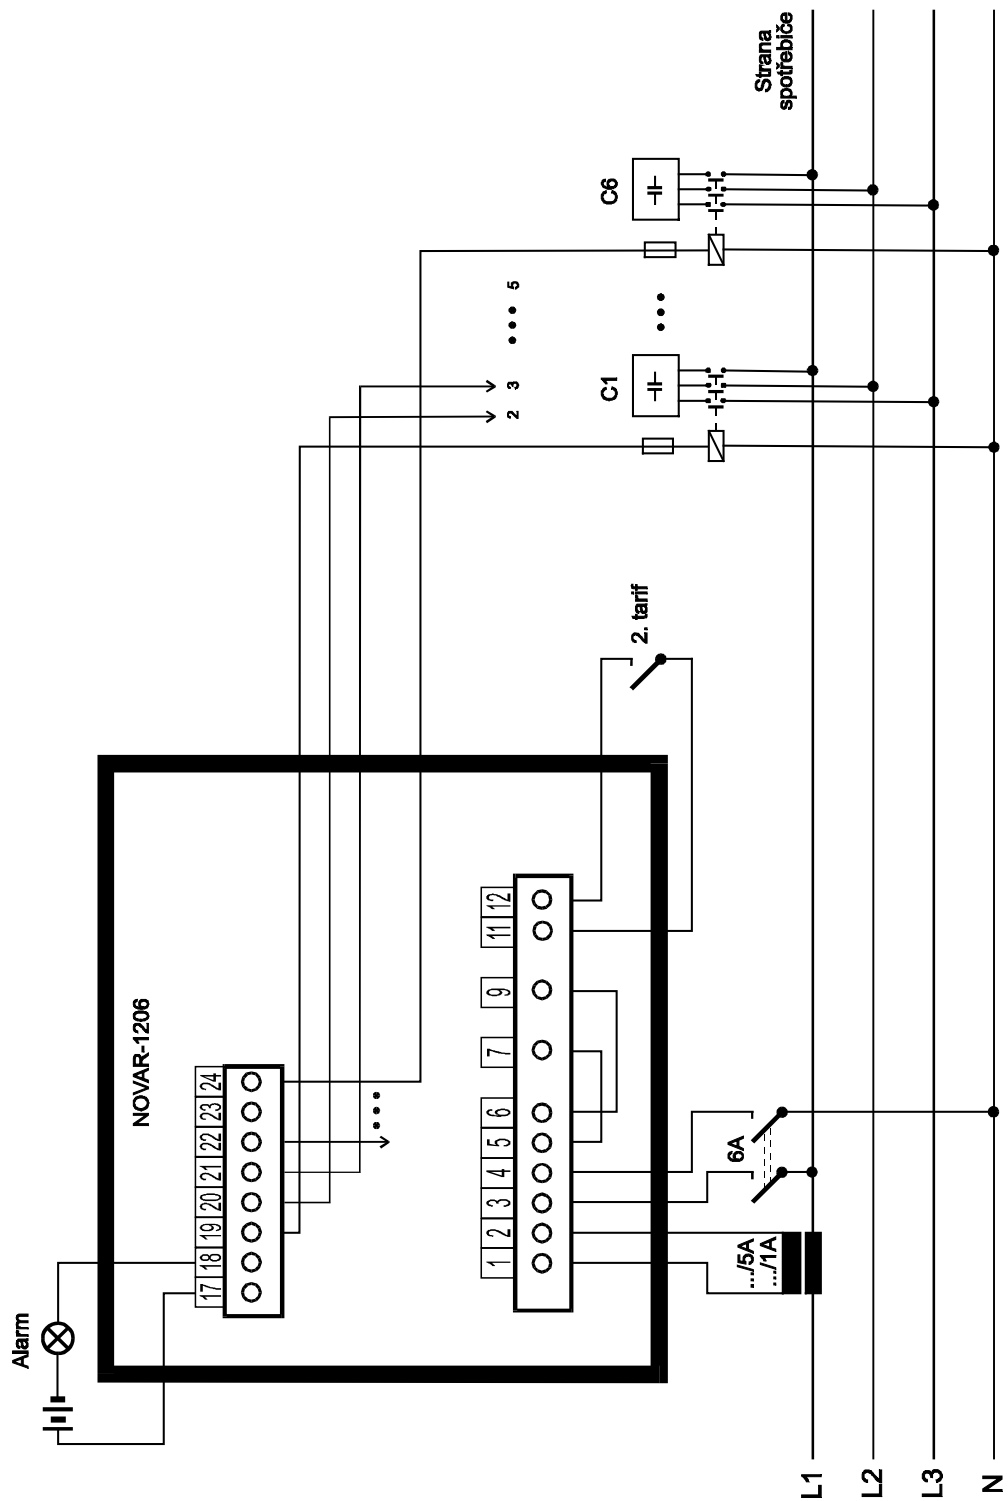 Alarm
NOVAR-1206
17 18 19 20 21 22 23 24
1 2 3 4 5 6 7 9 11 12
2. tarif
6A
.../5A
.../1A
2 3 5
C1
C6
Strana
spotřebiče
L1
L2
L3
N